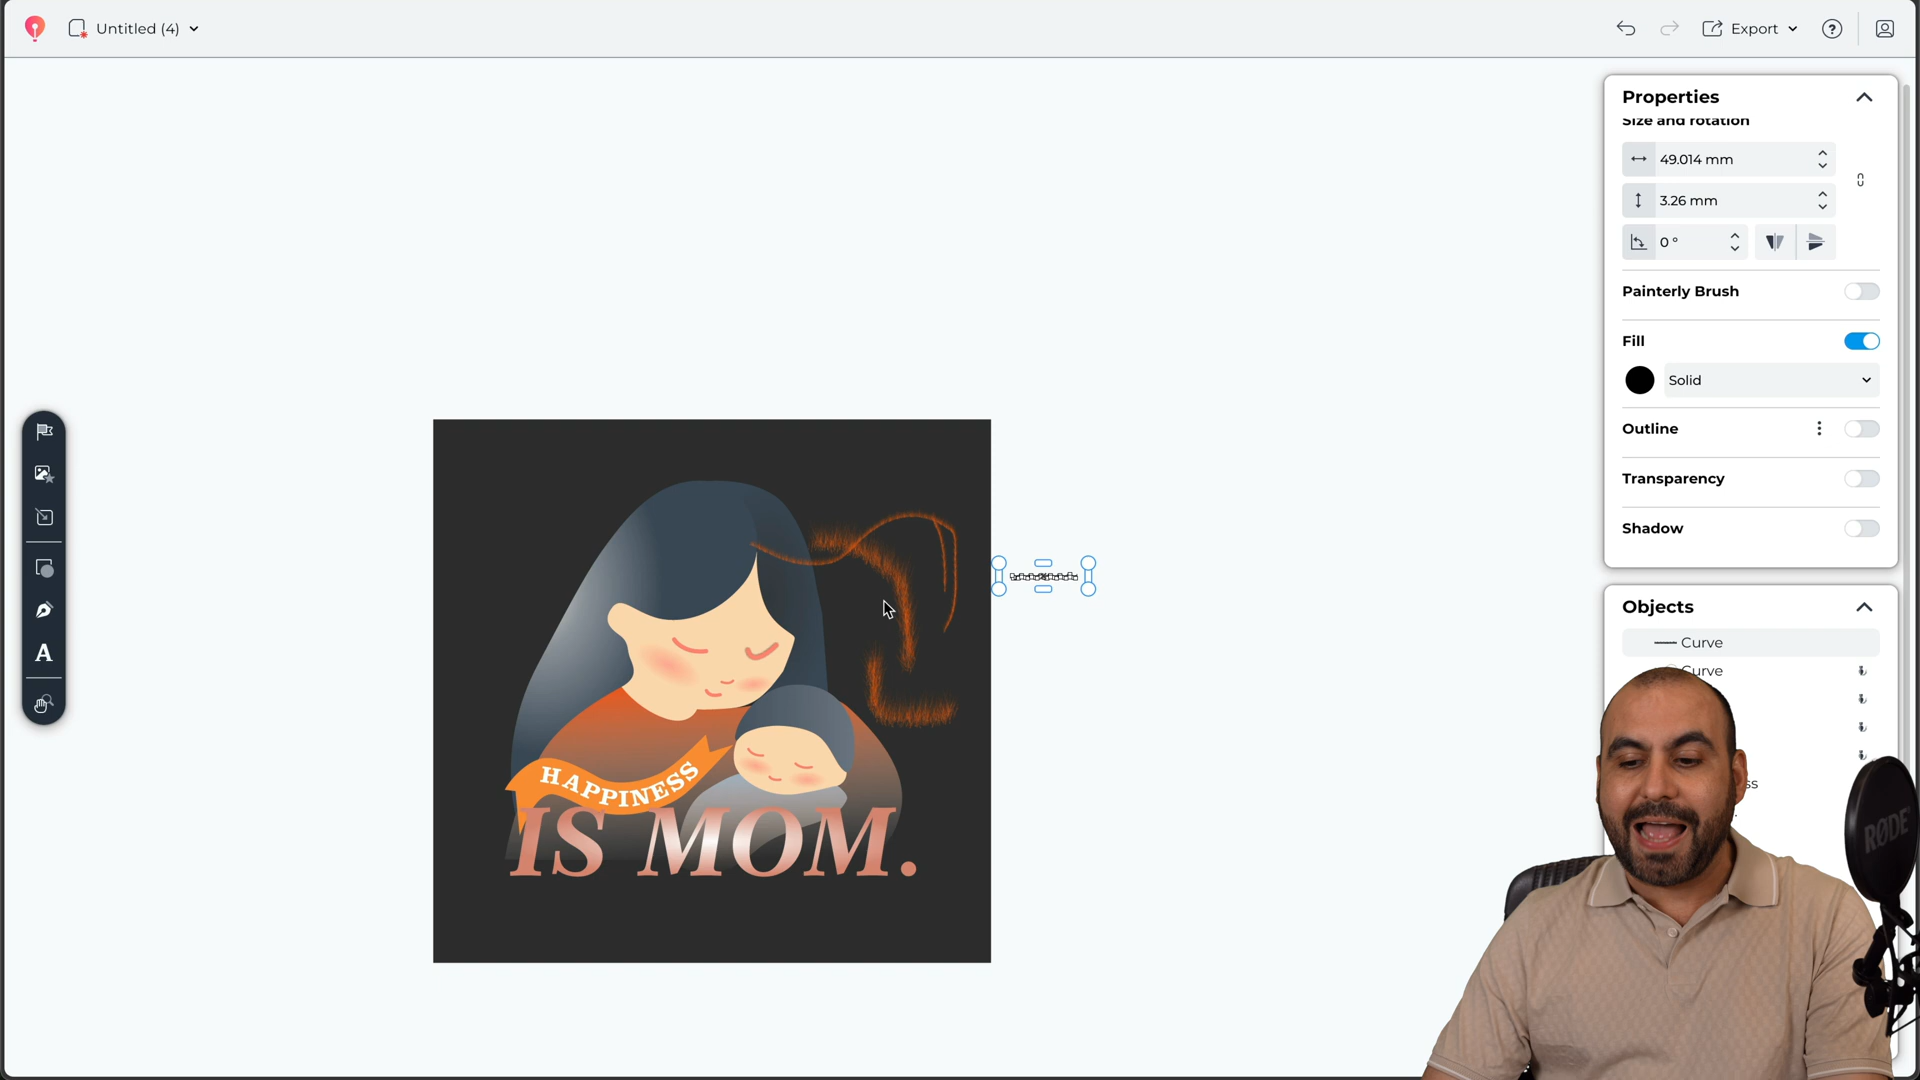 Untitled (4)
Export
Properties
Size and rotation
49.014 mm
3.26 mm
0 °
Painterly Brush
Fill
Solid
Outline
Transparency
Shadow
Objects
Curve
Curve
HAPPINESS
IS MOM.
A
RØDE